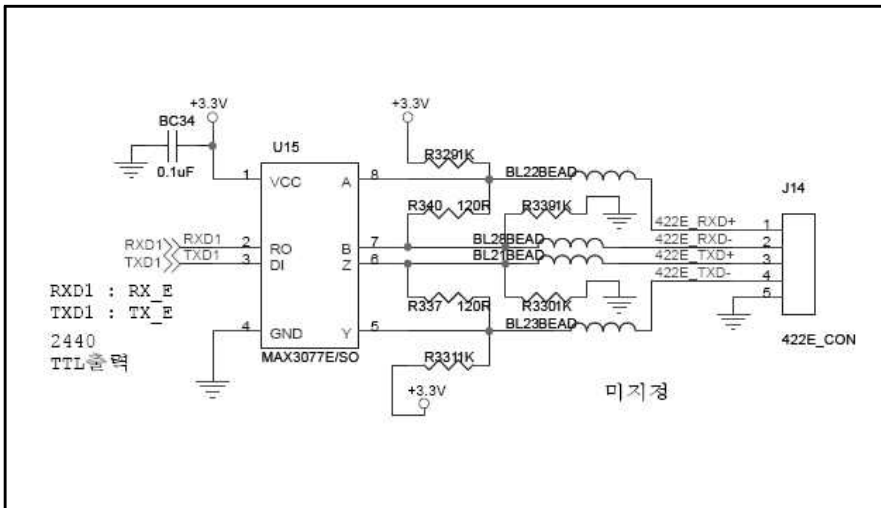 +3.3V
BC34
0.1uF
U15
1 VCC A 8
RXD1 RXD1 2 RO B 7
TXD1 TXD1 3 DI Z 6
4 GND Y 5
MAX3077E/SO
RXD1 : RX_E
TXD1 : TX_E
2440
TTL출력
+3.3V
R3291K
R340 120R
R3391K
R337 120R
R3301K
R3311K
+3.3V
BL22BEAD
BL28BEAD
BL21BEAD
BL23BEAD
미지정
J14
422E_RXD+ 1
422E_RXD- 2
422E_TXD+ 3
422E_TXD- 4
5
422E_CON